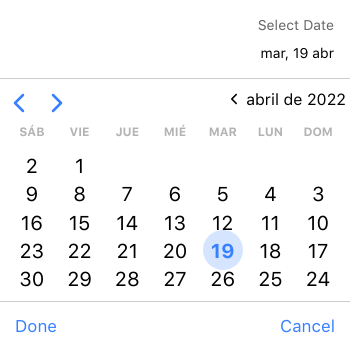 Select Date
mar, 19 abr
abril de 2022
SÁB VIE JUE MIÉ MAR LUN DOM
2 1
9 8 7 6 5 4 3
16 15 14 13 12 11 10
23 22 21 20 19 18 17
30 29 28 27 26 25 24
Done Cancel